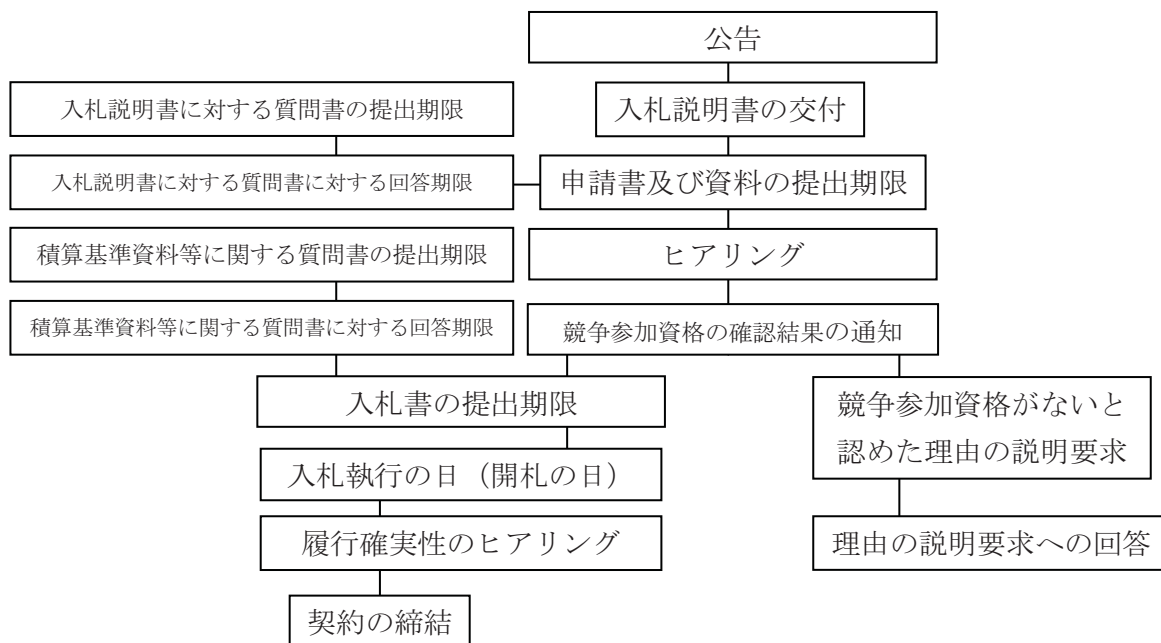 公告
入札説明書に対する質問書の提出期限
入札説明書の交付
入札説明書に対する質問書に対する回答期限
申請書及び資料の提出期限
積算基準資料等に関する質問書の提出期限
ヒアリング
積算基準資料等に関する質問書に対する回答期限
競争参加資格の確認結果の通知
入札書の提出期限
競争参加資格がないと
認めた理由の説明要求
入札執行の日（開札の日）
履行確実性のヒアリング
理由の説明要求への回答
契約の締結